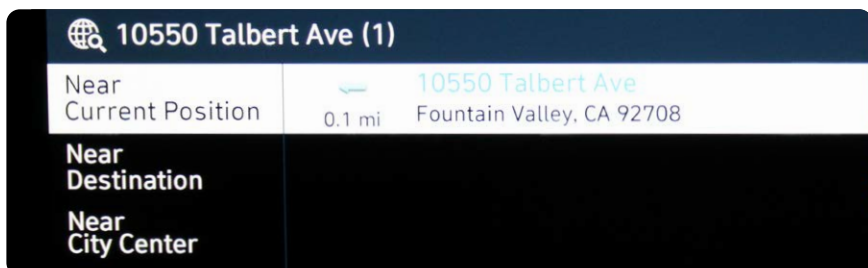 10550 Talbert Ave (1)
Near
Current Position
0.1 mi
10550 Talbert Ave
Fountain Valley, CA 92708
Near
Destination
Near
City Center